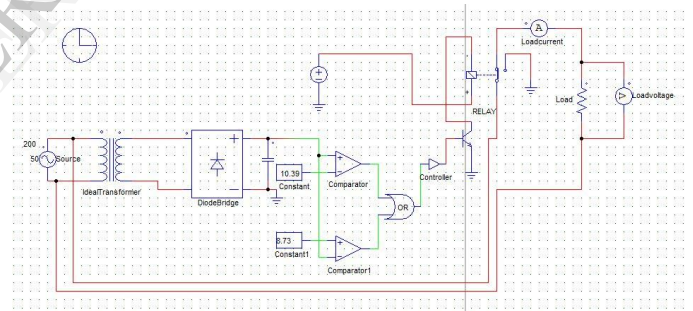 A
Loadcurrent
200
50
Source
IdealTransformer
DiodeBridge
10.39
Constant
Comparator
8.73
Constant1
Comparator1
OR
Controller
RELAY
Load
V
Loadvoltage